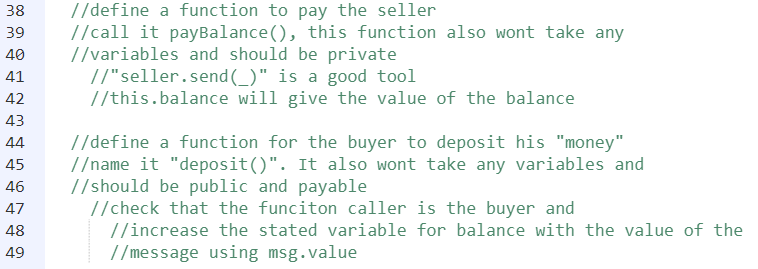 38 //define a function to pay the seller
39 //call it payBalance(), this function also wont take any
40 //variables and should be private
41 //"seller.send(_)" is a good tool
42 //this.balance will give the value of the balance
43
44 //define a function for the buyer to deposit his "money"
45 //name it "deposit()". It also wont take any variables and
46 //should be public and payable
47 //check that the funciton caller is the buyer and
48 //increase the stated variable for balance with the value of the
49 //message using msg.value